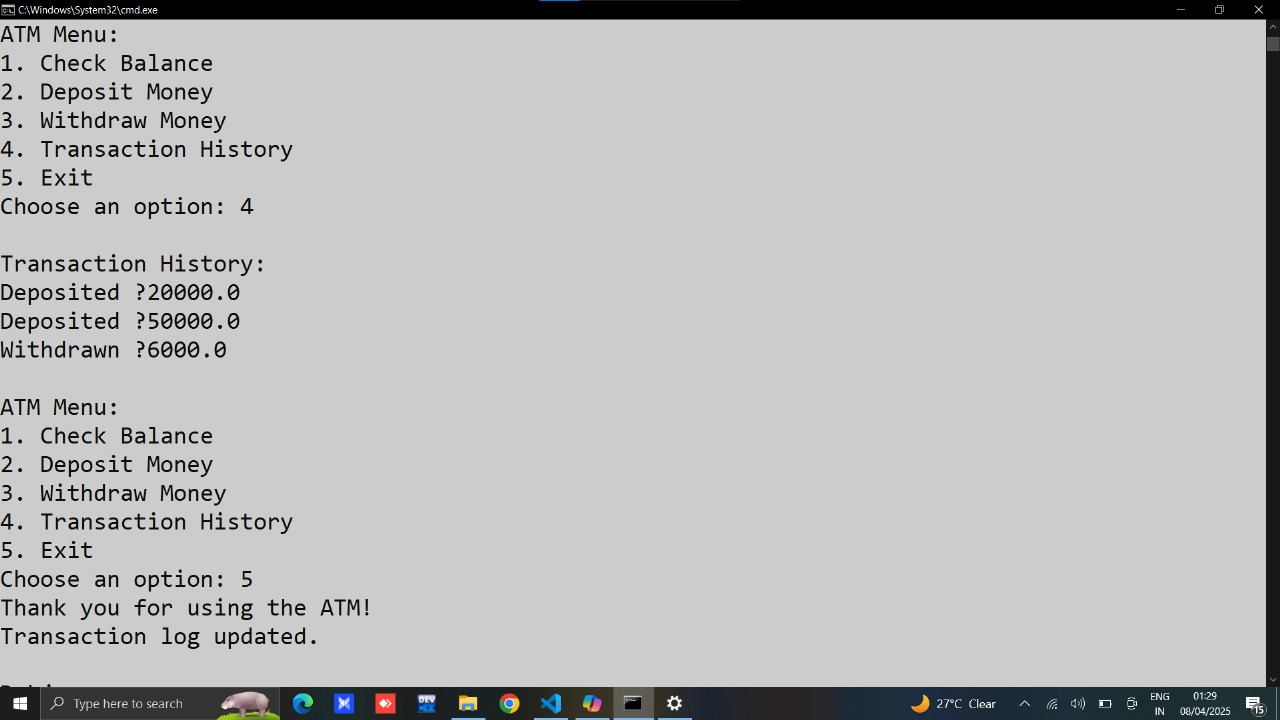 C:\Windows\System32\cmd.exe
ATM Menu:
1. Check Balance
2. Deposit Money
3. Withdraw Money
4. Transaction History
5. Exit
Choose an option: 4
Transaction History:
Deposited ?20000.0
Deposited ?50000.0
Withdrawn ?6000.0
ATM Menu:
1. Check Balance
2. Deposit Money
3. Withdraw Money
4. Transaction History
5. Exit
Choose an option: 5
Thank you for using the ATM!
Transaction log updated.
Type here to search
DEV
27°C Clear
ENG
IN
01:29
08/04/2025
15